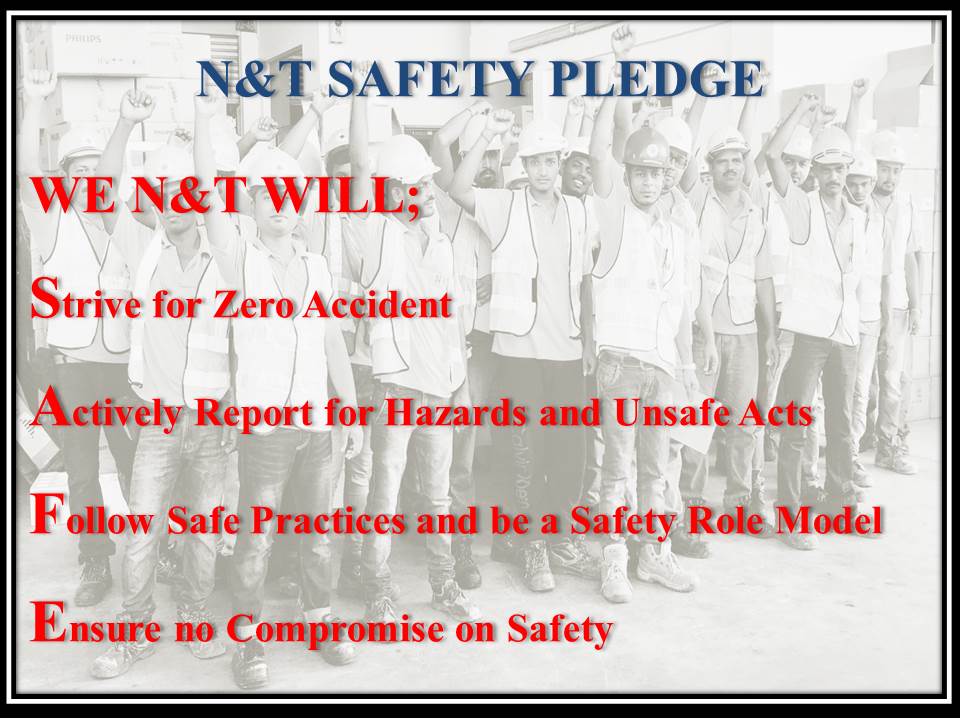 PHILIPS
N&T SAFETY PLEDGE
WE N&T WILL;
Strive for Zero Accident
Actively Report for Hazards and Unsafe Acts
Follow Safe Practices and be a Safety Role Model
Ensure no Compromise on Safety